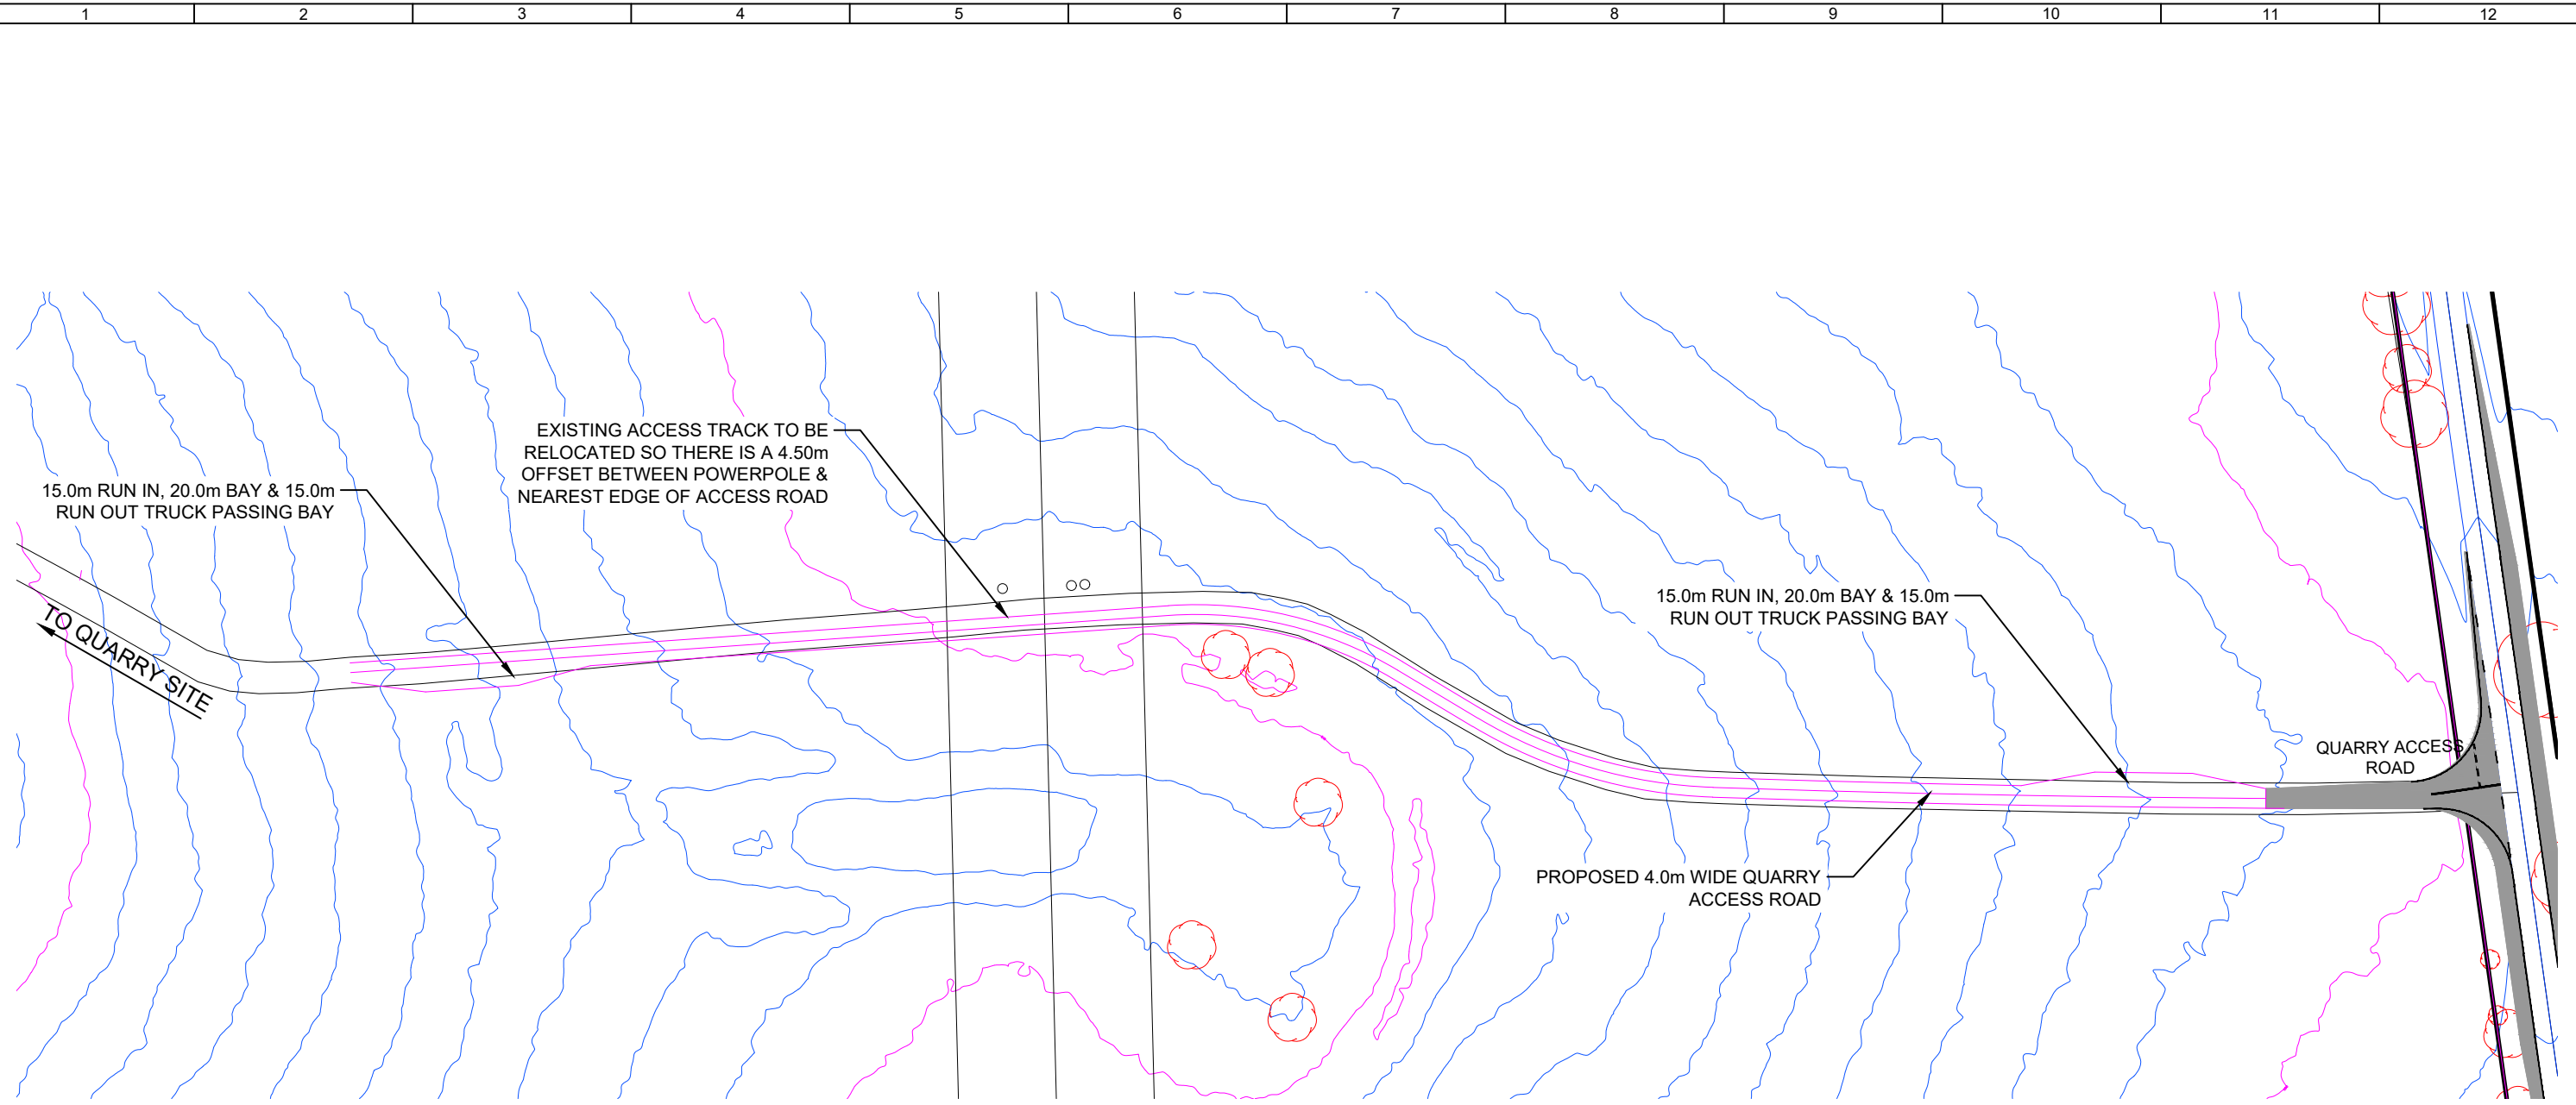 1
2
3
4
5
6
7
8
9
10
11
12
EXISTING ACCESS TRACK TO BE
RELOCATED SO THERE IS A 4.50m
OFFSET BETWEEN POWERPOLE &
NEAREST EDGE OF ACCESS ROAD
15.0m RUN IN, 20.0m BAY & 15.0m
RUN OUT TRUCK PASSING BAY
TO QUARRY SITE
15.0m RUN IN, 20.0m BAY & 15.0m
RUN OUT TRUCK PASSING BAY
QUARRY ACCESS
ROAD
PROPOSED 4.0m WIDE QUARRY
ACCESS ROAD